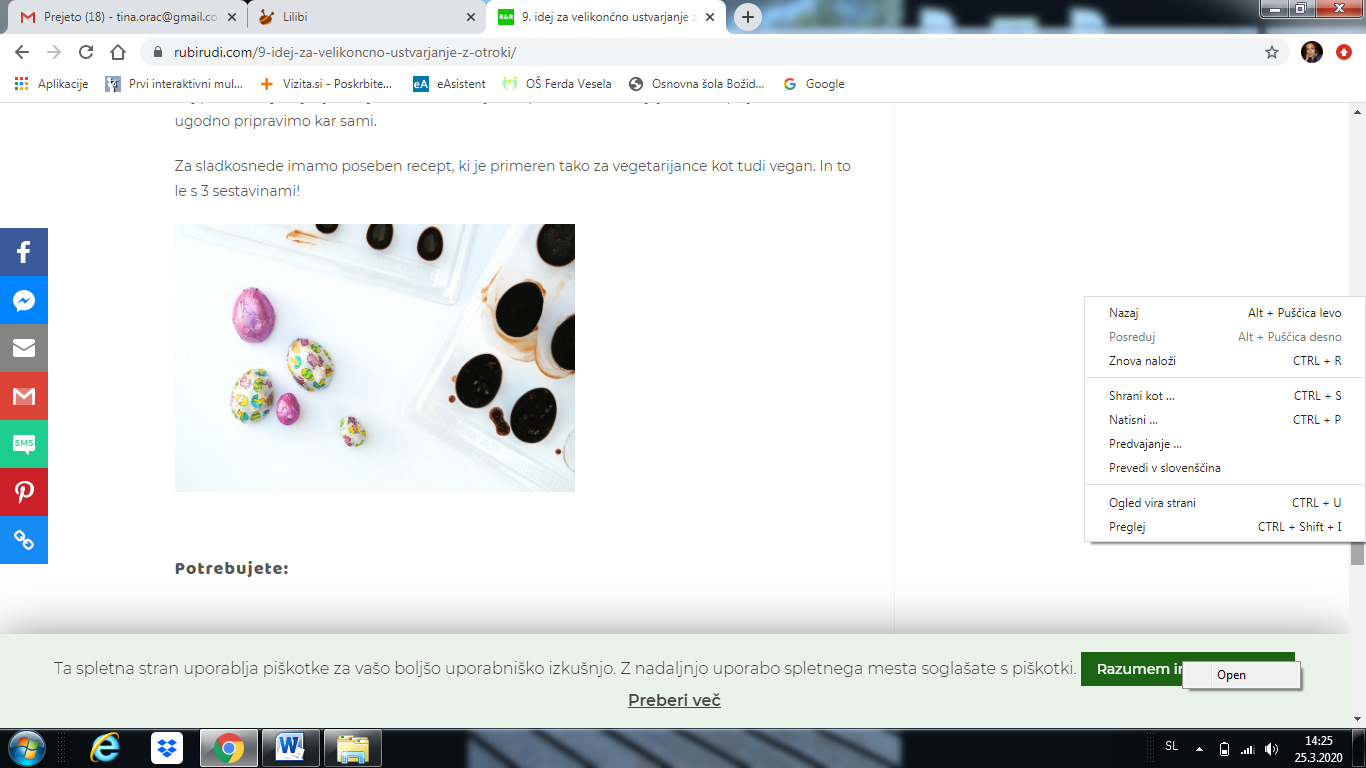 Prejeto (18) - tina.orac@gmail.co
Lilibi
9. idej za velikončno ustvarjanje z
rubirudi.com/9-idej-za-velikoncno-ustvarjanje-z-otroki/
Aplikacije
Prvi interaktivni mul...
Vizita.si - Poskrbite...
eA
eAsistent
OŠ Ferda Vesela
Osnovna šola Božid...
Google
ugodno pripravimo kar sami.
Za sladkosnede imamo poseben recept, ki je primeren tako za vegetarijance kot tudi vegan. In to
le s 3 sestavinami!
SMS
Nazaj Alt + Puščica levo
Posreduj Alt + Puščica desno
Znova naloži CTRL + R
Shrani kot ... CTRL + S
Natisni ... CTRL + P
Predvajanje ...
Prevedi v slovenščina
Ogled vira strani CTRL + U
Preglej CTRL + Shift + I
Potrebujete:
Ta spletna stran uporablja piškotke za vašo boljšo uporabniško izkušnjo. Z nadaljnjo uporabo spletnega mesta soglašate s piškotki.
Razumem in
Open
Preberi več
SL
14:25
25.3.2020